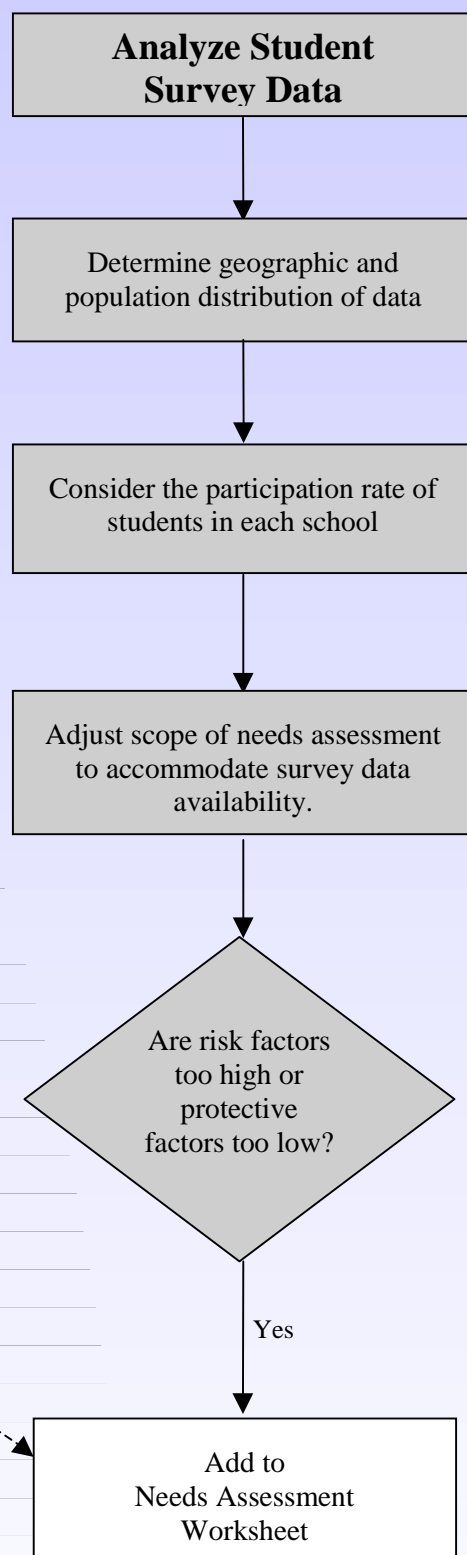 Analyze Student
Survey Data
Determine geographic and
population distribution of data
Consider the participation rate of
students in each school
Adjust scope of needs assessment
to accommodate survey data
availability.
Are risk factors
too high or
protective
factors too low?
Yes
Add to
Needs Assessment
Worksheet